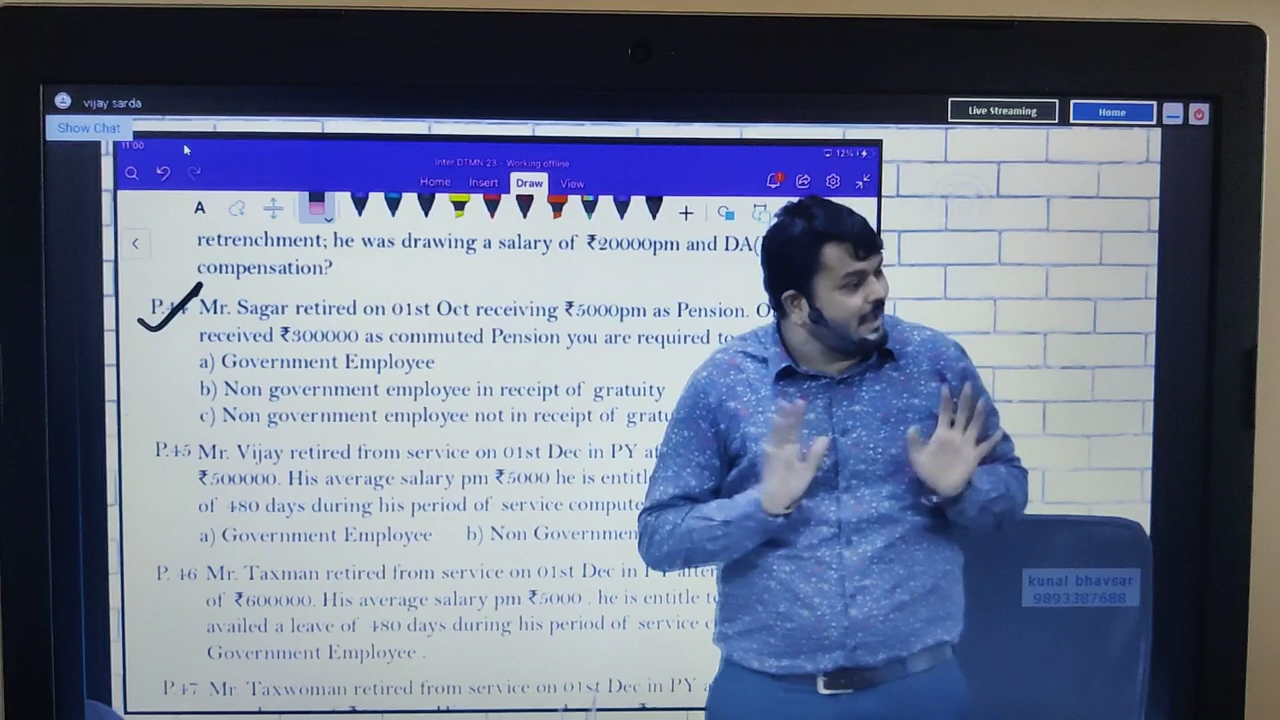 vijay sarda
Live Streaming
Home
Show Chat
11:00
Inter DTMN 23 - Working offline
12%
Home Insert Draw View
A
retrenchment; he was drawing a salary of ₹20000pm and DA(
compensation?
Mr. Sagar retired on 01st Oct receiving ₹5000pm as Pension.
received ₹300000 as commuted Pension you are required to
a) Government Employee
b) Non government employee in receipt of gratuity
c) Non government employee not in receipt of gratu
P.45 Mr. Vijay retired from service on 01st Dec in PY af
₹500000. His average salary pm ₹5000 he is entitl
of 480 days during his period of service compute
a) Government Employee b) Non Governmen
P. 46 Mr. Taxman retired from service on 01st Dec in PY after
of ₹600000. His average salary pm ₹5000 . he is entitle to
availed a leave of 480 days during his period of service c
Government Employee .
P.47 Mr. Taxwoman retired from service on 01st Dec in PY a
kunal bhavsar
9893387688